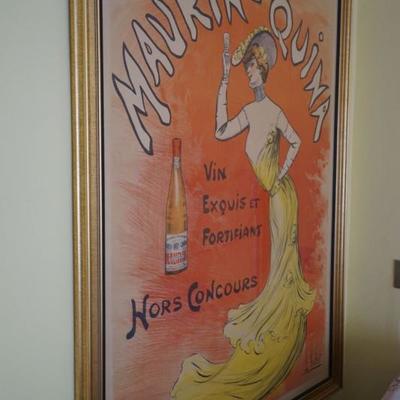 MAURIN QUINA
VIN
EXQUIS ET
FORTIFIANT
HORS CONCOURS